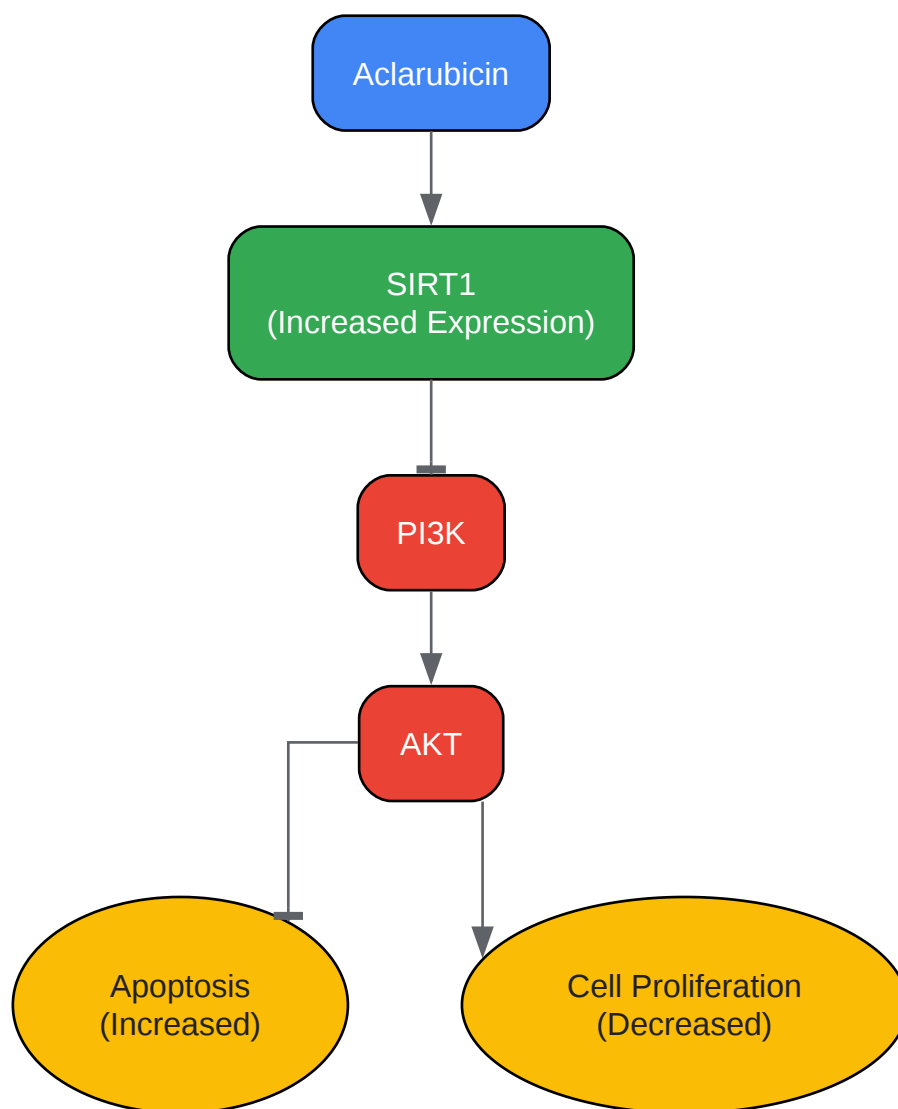 Aclarubicin
SIRT1
(Increased Expression)
PI3K
AKT
Apoptosis
(Increased)
Cell Proliferation
(Decreased)